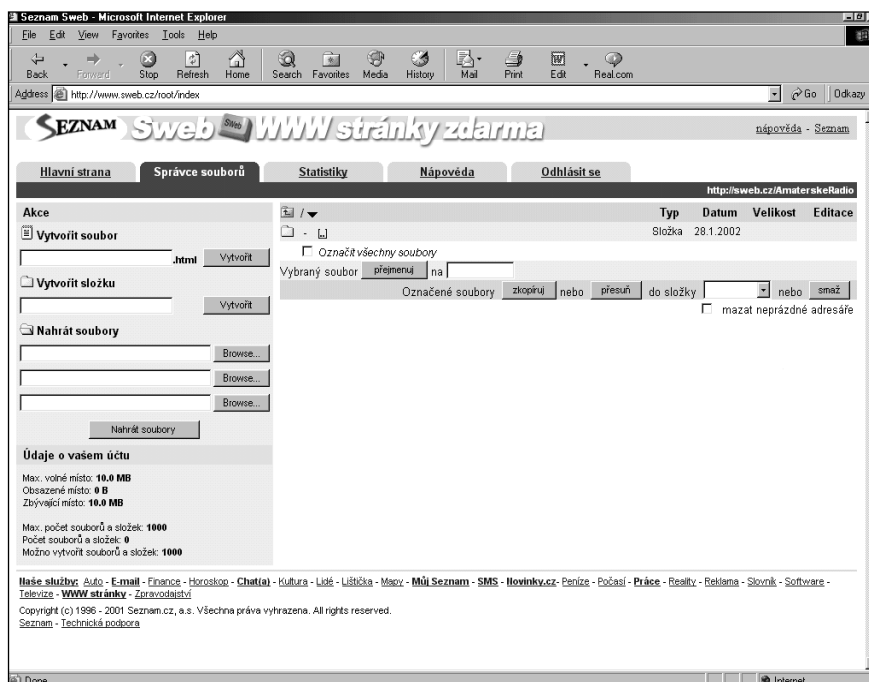 Seznam Sweb - Microsoft Internet Explorer
File Edit View Favorites Tools Help
Back Forward Stop Refresh Home Search Favorites Media History Mail Print Edit Real.com
Address http://www.sweb.cz/root/index Go Odkazy
SEZNAM Sweb Sweb WWW stránky zdarma nápověda - Seznam
Hlavní strana Správce souborů Statistiky Nápověda Odhlásit se
http://sweb.cz/AmaterskeRadio
Akce
Vytvořit soubor
.html Vytvořit
Vytvořit složku
Vytvořit
Nahrát soubory
Browse...
Browse...
Browse...
Nahrát soubory
Údaje o vašem účtu
Max. volné místo: 10.0 MB
Obsazené místo: 0 B
Zbývající místo: 10.0 MB
Max. počet souborů a složek: 1000
Počet souborů a složek: 0
Možno vytvořit souborů a složek: 1000
/ Typ Datum Velikost Editace
- [..] Složka 28.1.2002
Označit všechny soubory
Vybraný soubor přejmenuj na
Označené soubory zkopíruj nebo přesuň do složky nebo smaž
mazat neprázdné adresáře
Naše služby: Auto - E-mail - Finance - Horoskop - Chat(a) - Kultura - Lidé - Lištička - Mapy - Můj Seznam - SMS - Novinky.cz- Peníze - Počasí - Práce - Reality - Reklama - Slovník - Software -
Televize - WWW stránky - Zpravodajství
Copyright (c) 1996 - 2001 Seznam.cz, a.s. Všechna práva vyhrazena. All rights reserved.
Seznam - Technická podpora
Done Internet